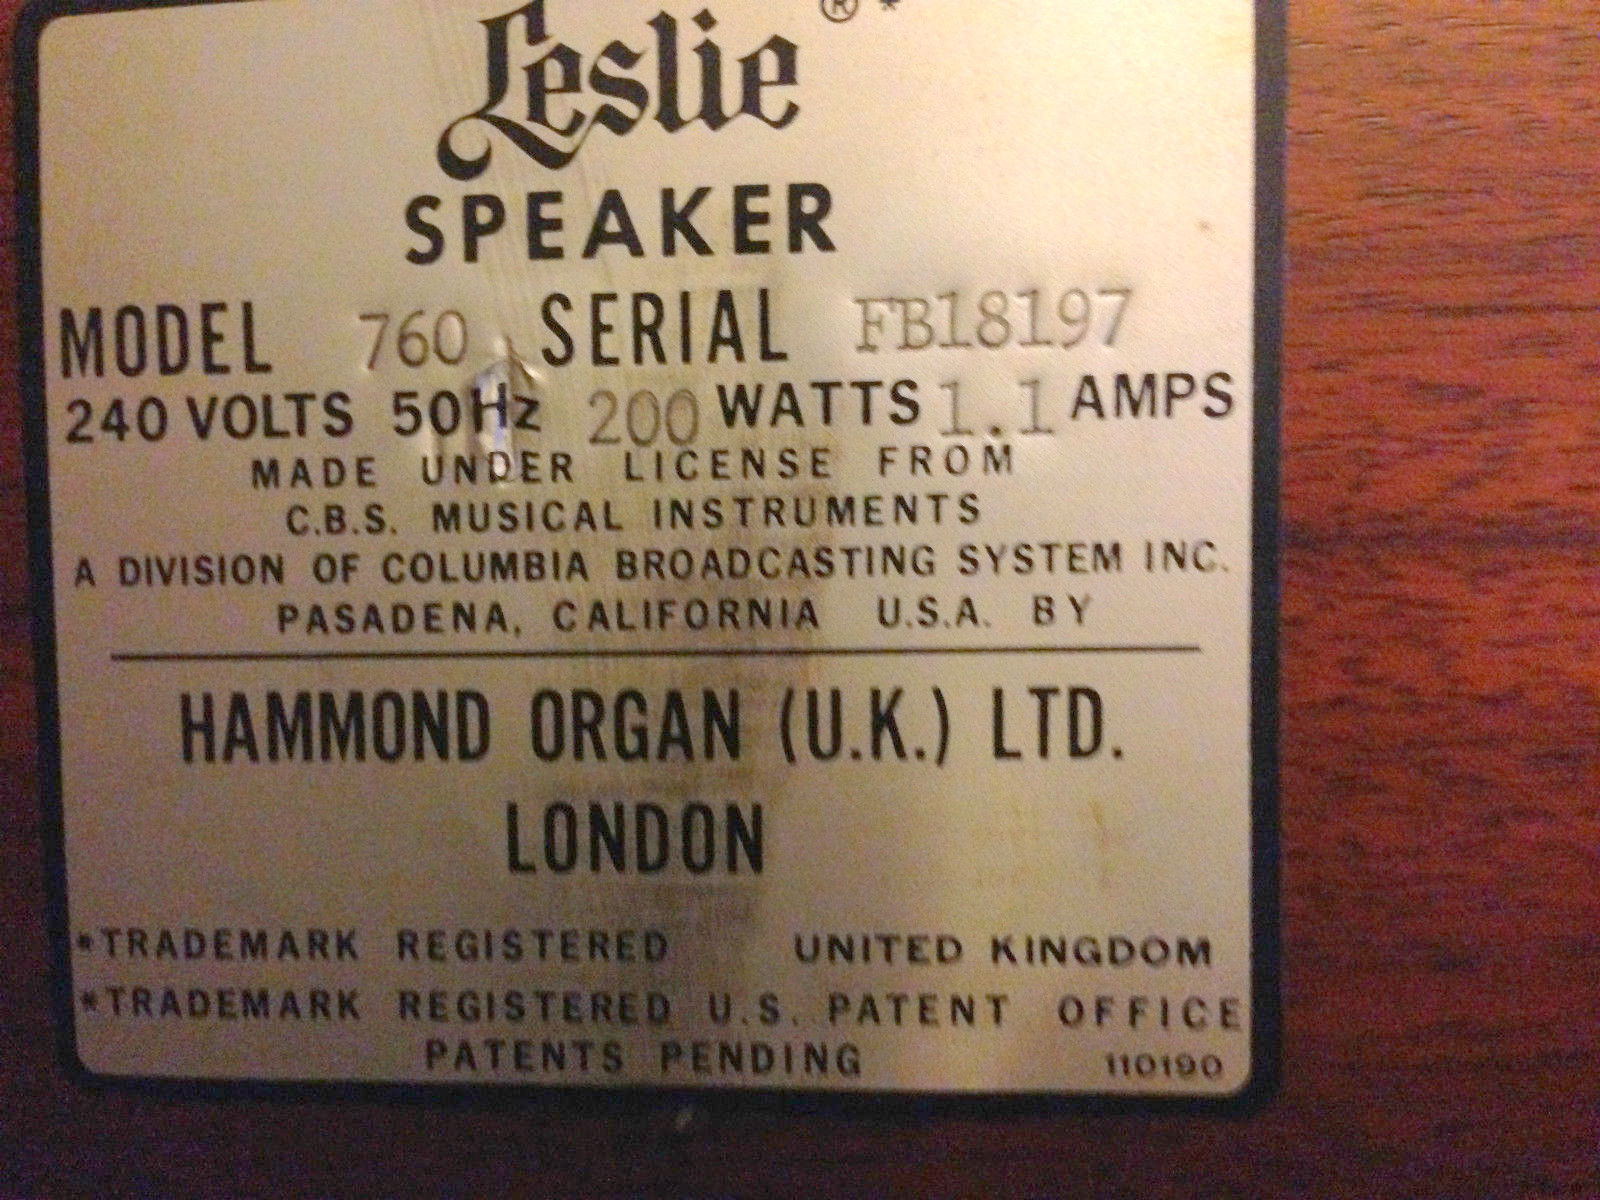 Leslie ® *
SPEAKER
MODEL 760 SERIAL FB18197
240 VOLTS 50Hz 200 WATTS 1.1 AMPS
MADE UNDER LICENSE FROM
C.B.S. MUSICAL INSTRUMENTS
A DIVISION OF COLUMBIA BROADCASTING SYSTEM INC.
PASADENA, CALIFORNIA U.S.A. BY
HAMMOND ORGAN (U.K.) LTD.
LONDON
*TRADEMARK REGISTERED UNITED KINGDOM
*TRADEMARK REGISTERED U.S. PATENT OFFICE
PATENTS PENDING 110190